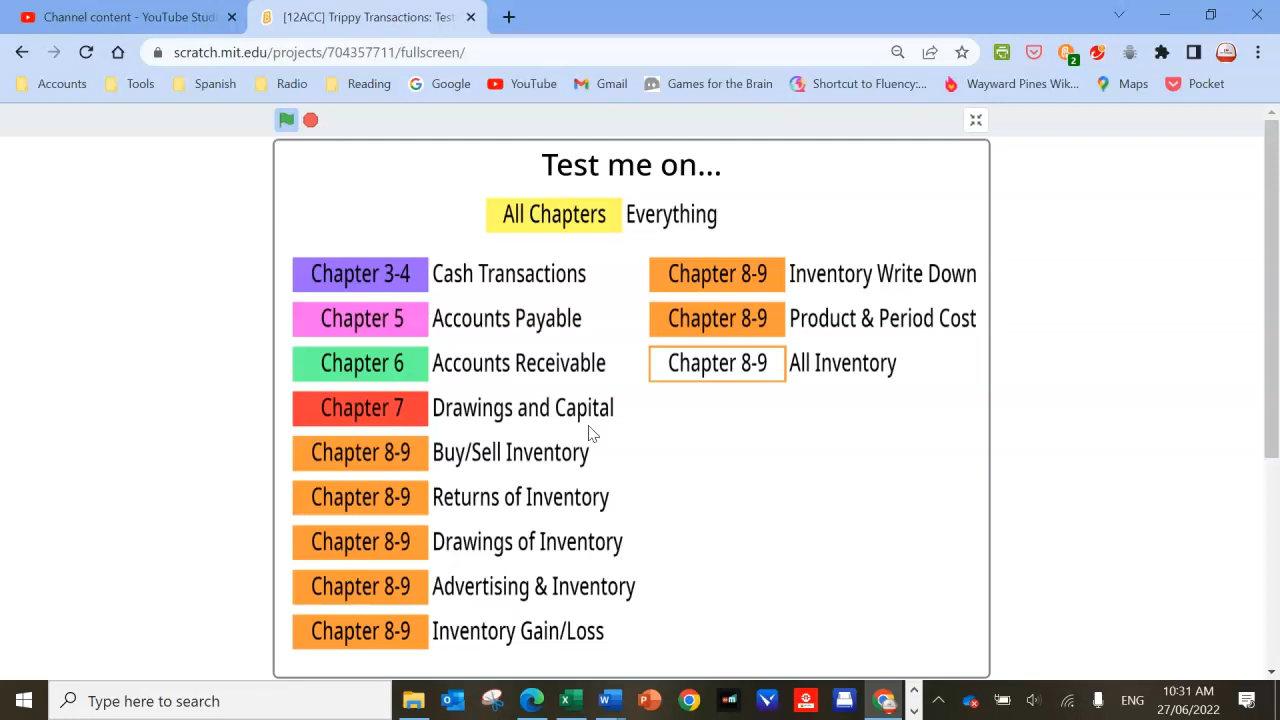 Channel content - YouTube Stud
[12ACC] Trippy Transactions: Test
scratch.mit.edu/projects/704357711/fullscreen/
2
Accounts Tools Spanish Radio Reading Google YouTube Gmail Games for the Brain Shortcut to Fluency:... Wayward Pines Wik... Maps Pocket
Test me on...
All Chapters Everything
Chapter 3-4 Cash Transactions
Chapter 5 Accounts Payable
Chapter 6 Accounts Receivable
Chapter 7 Drawings and Capital
Chapter 8-9 Buy/Sell Inventory
Chapter 8-9 Returns of Inventory
Chapter 8-9 Drawings of Inventory
Chapter 8-9 Advertising & Inventory
Chapter 8-9 Inventory Gain/Loss
Chapter 8-9 Inventory Write Down
Chapter 8-9 Product & Period Cost
Chapter 8-9 All Inventory
Type here to search
ENG
10:31 AM
27/06/2022